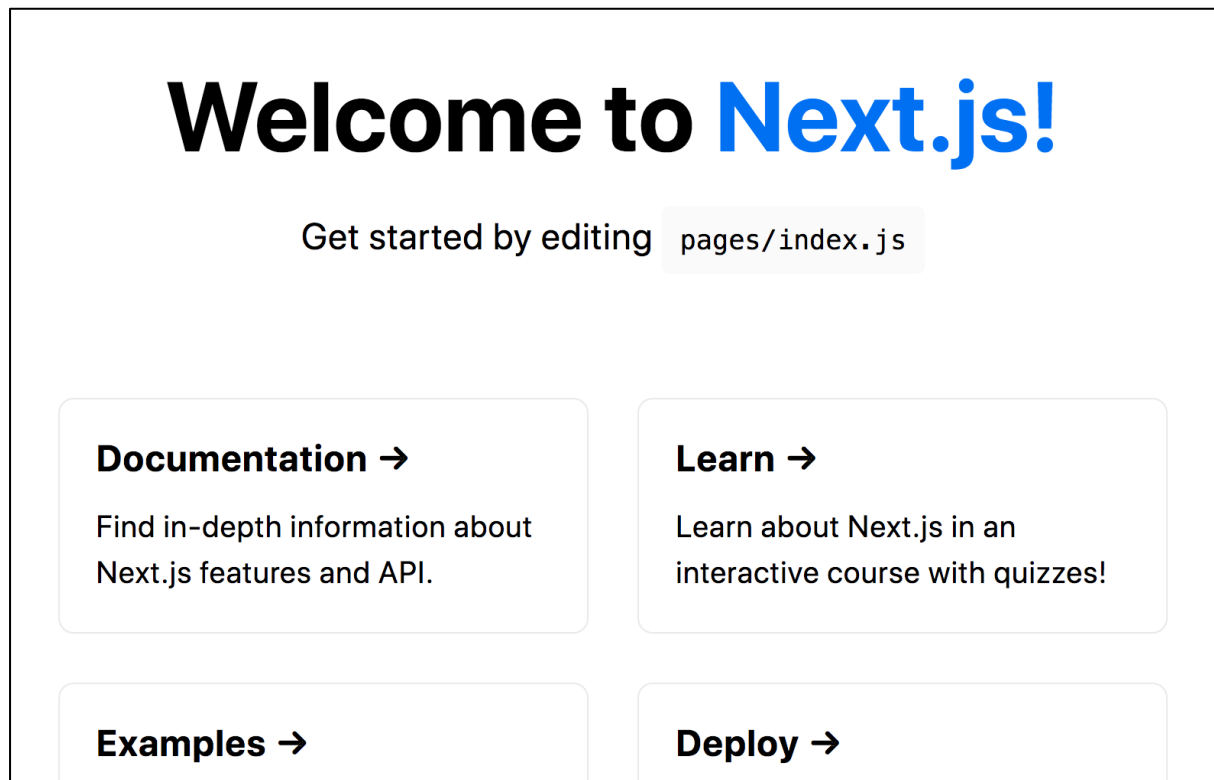 Welcome to Next.js!
Get started by editing pages/index.js
Documentation →
Find in-depth information about
Next.js features and API.
Learn →
Learn about Next.js in an
interactive course with quizzes!
Examples →
Deploy →